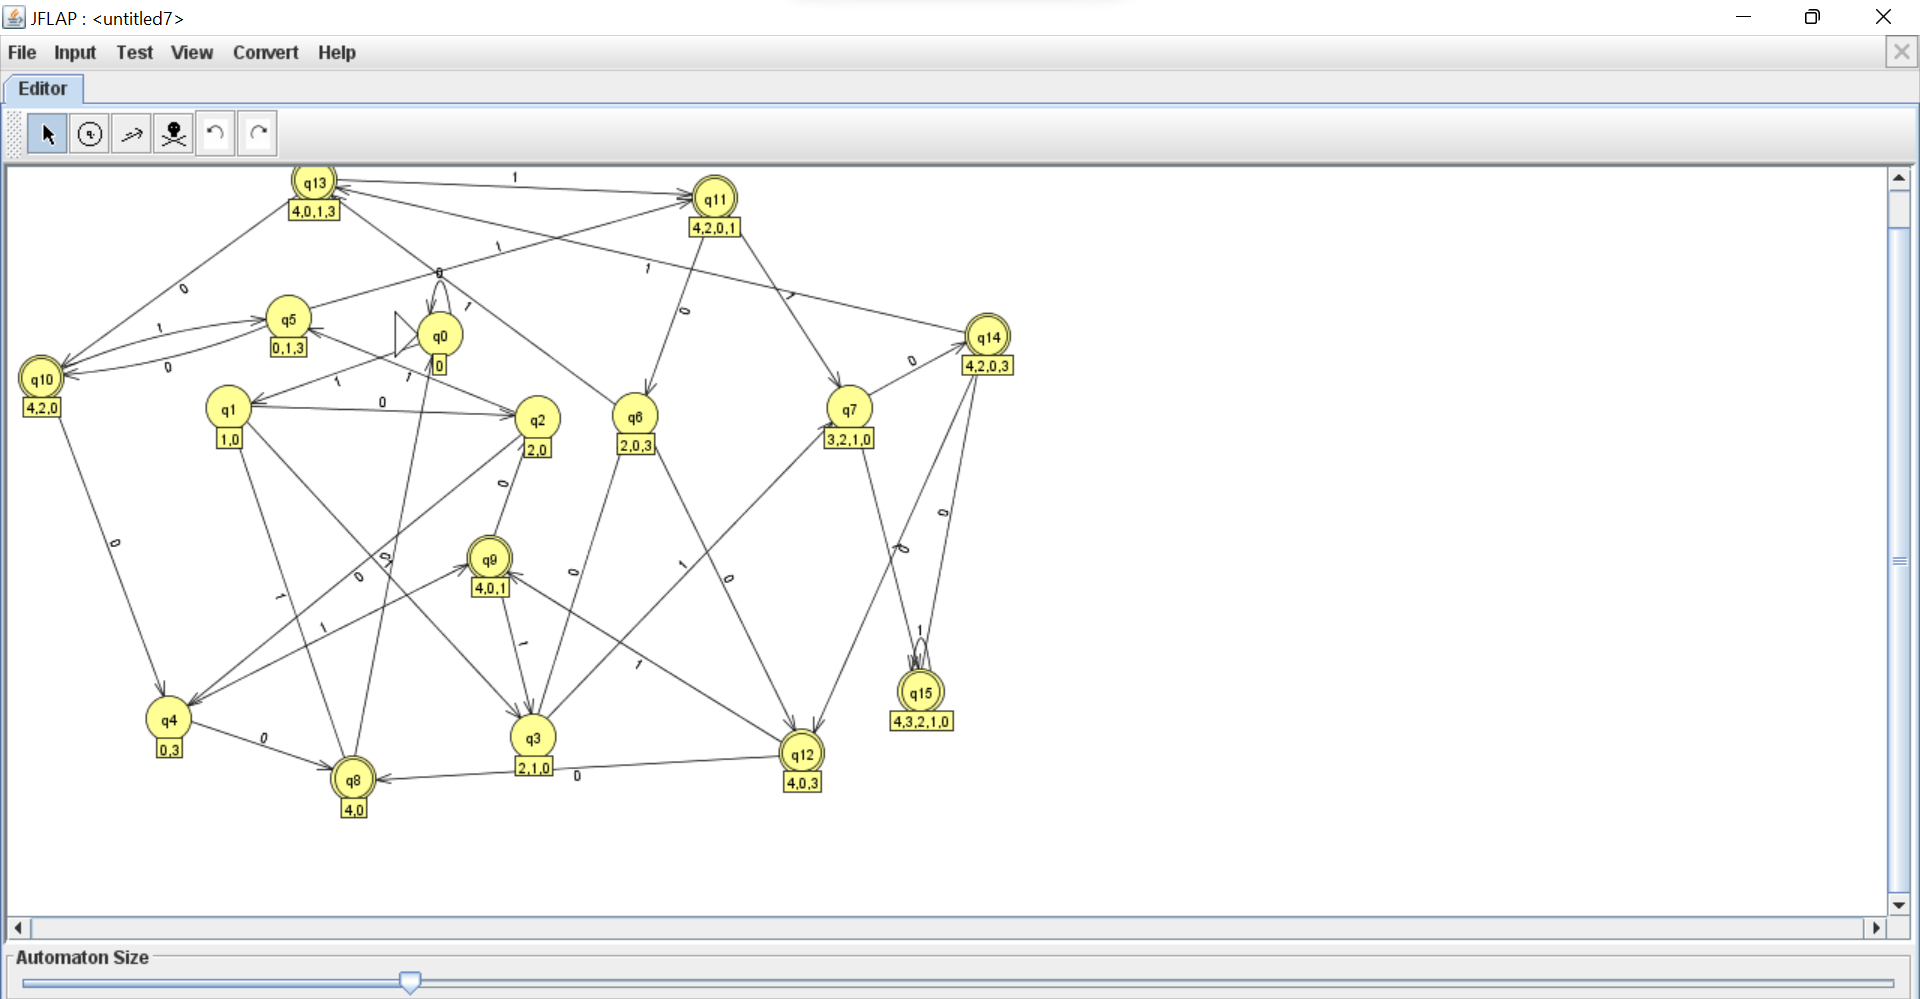 JFLAP : <untitled7>
File Input Test View Convert Help
Editor
q13
4,0,1,3
1
q11
4,2,0,1
1
1
0
0
0
1
1
0
q5
0,1,3
q0
0
q14
4,2,0,3
1
0
0
q10
4,2,0
1
1
q1
1,0
0
q2
2,0
q6
2,0,3
q7
3,2,1,0
0
0
0
0
q9
4,0,1
0
1
0
0
1
0
1
1
1
1
1
q15
4,3,2,1,0
q4
0,3
0
q3
2,1,0
q12
4,0,3
0
q8
4,0
Automaton Size